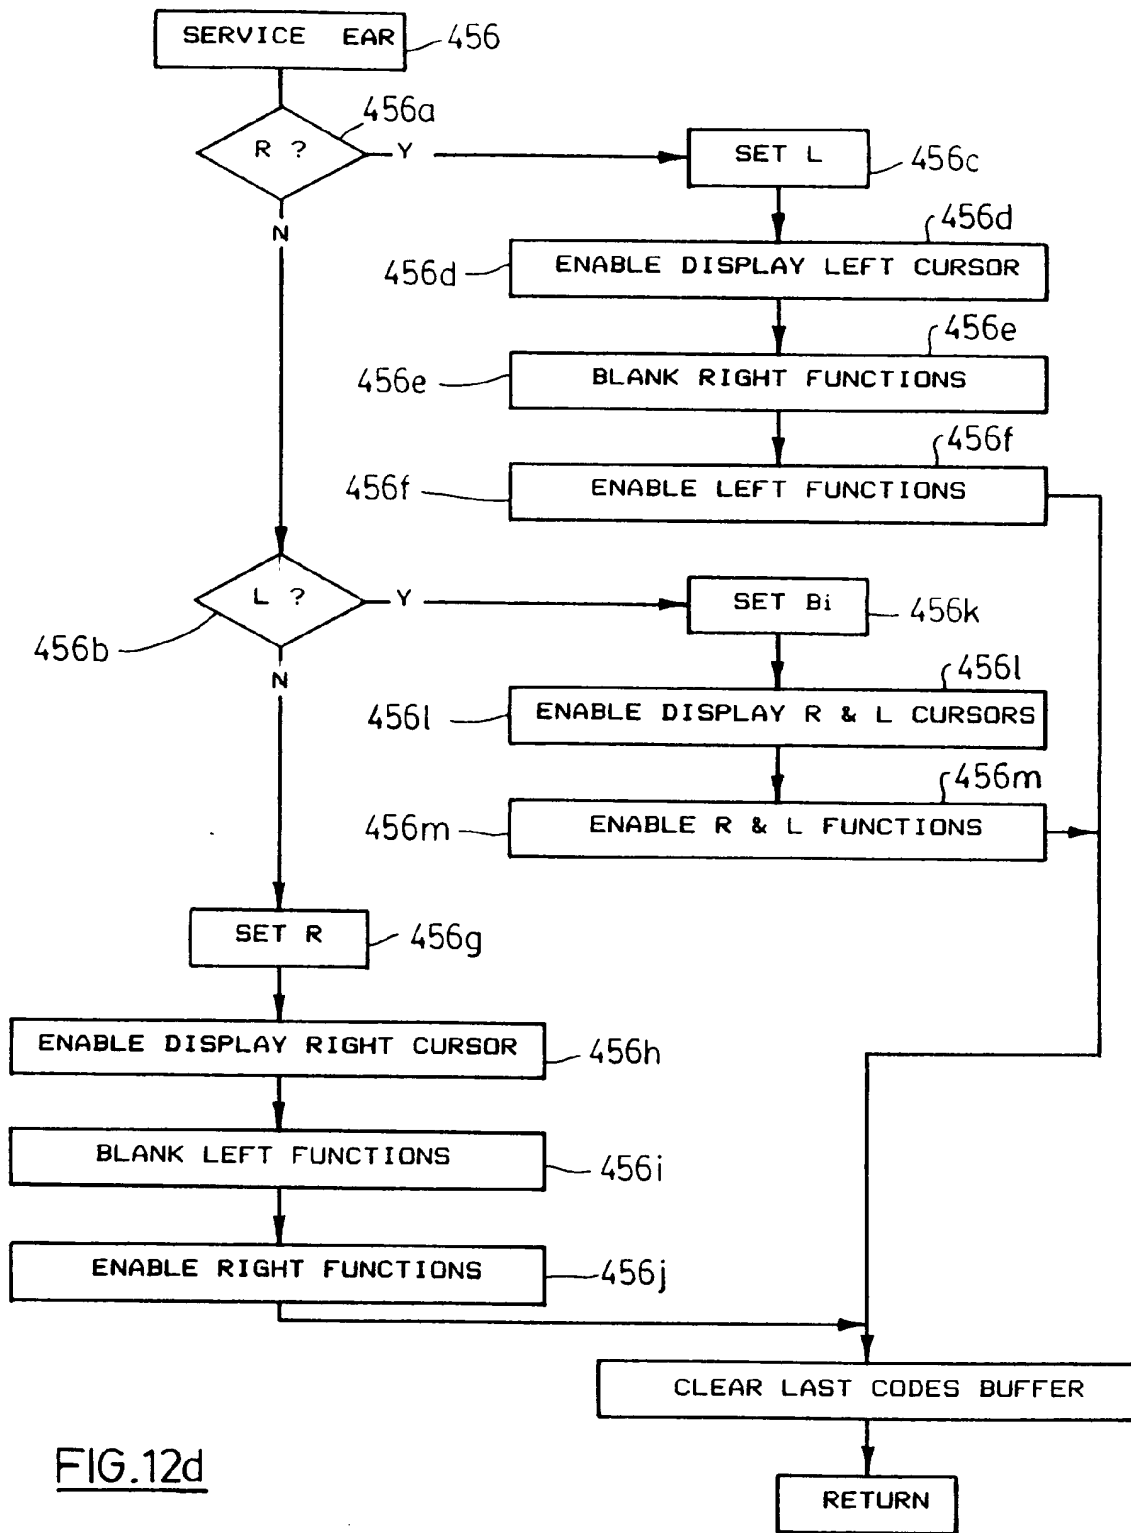 SERVICE EAR
456
456a
R ?
Y
N
SET L
456c
456d
456d
ENABLE DISPLAY LEFT CURSOR
456e
456e
BLANK RIGHT FUNCTIONS
456f
456f
ENABLE LEFT FUNCTIONS
L ?
Y
456b
N
SET Bi
456k
456l
456l
ENABLE DISPLAY R & L CURSORS
456m
456m
ENABLE R & L FUNCTIONS
SET R
456g
ENABLE DISPLAY RIGHT CURSOR
456h
BLANK LEFT FUNCTIONS
456i
ENABLE RIGHT FUNCTIONS
456j
CLEAR LAST CODES BUFFER
RETURN
FIG.12d